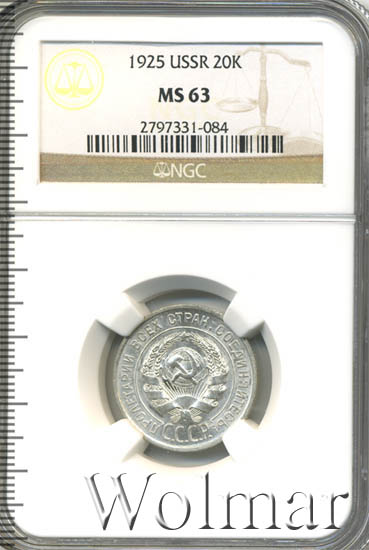 1925 USSR 20K
MS 63
2797331-084
NGC
ПРОЛЕТАРИИ ВСЕХ СТРАН, СОЕДИНЯЙТЕСЬ!
С.С.С.Р.
Wolmar